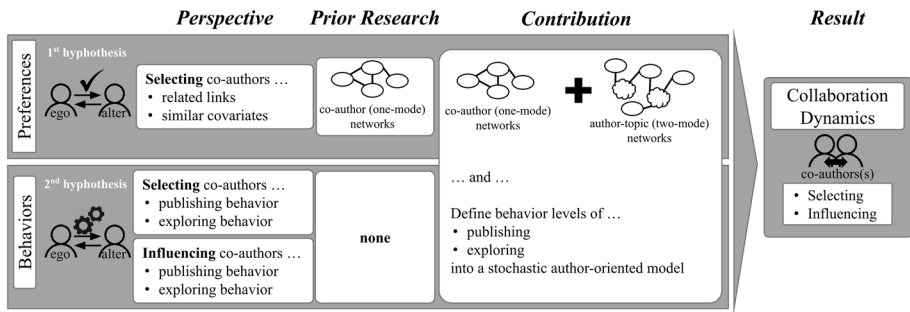 Perspective
Prior Research
Contribution
Result
Preferences
1st hyphothesis
ego
alter
Selecting co-authors …
• related links
• similar covariates
co-author (one-mode)
networks
co-author (one-mode)
networks
author-topic (two-mode)
networks
… and …
Define behavior levels of …
• publishing
• exploring
into a stochastic author-oriented model
Behaviors
2nd hyphothesis
ego
alter
Selecting co-authors …
• publishing behavior
• exploring behavior
Influencing co-authors …
• publishing behavior
• exploring behavior
none
Collaboration
Dynamics
co-authors(s)
• Selecting
• Influencing